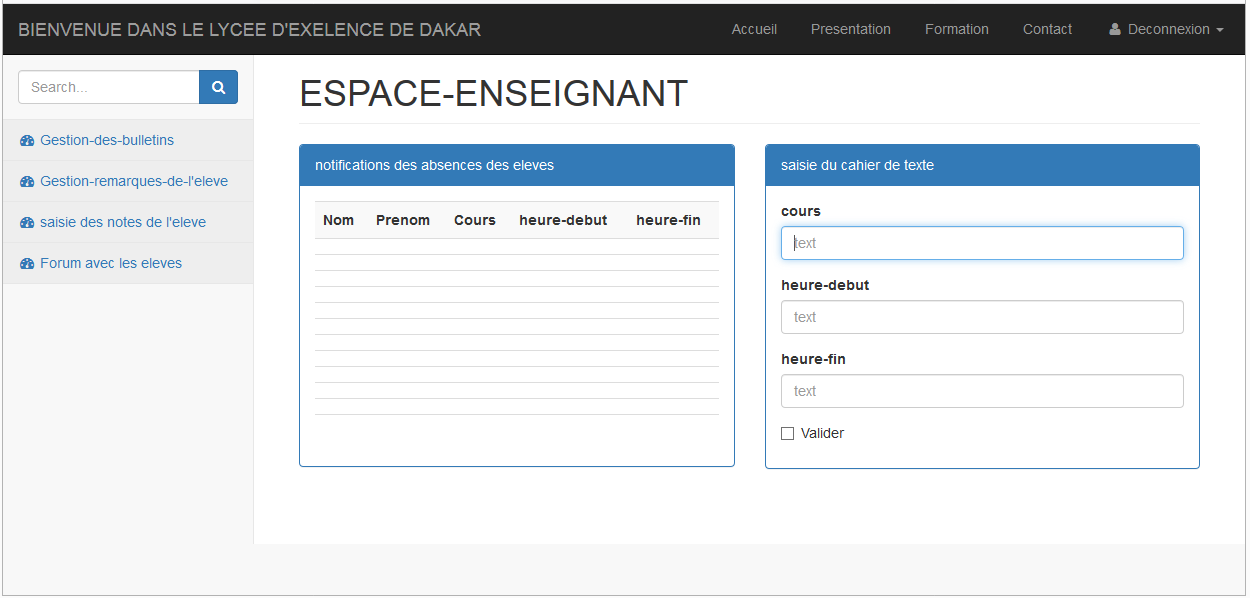 BIENVENUE DANS LE LYCEE D'EXELENCE DE DAKAR
Accueil Presentation Formation Contact Deconnexion
Search...
Gestion-des-bulletins
Gestion-remarques-de-l'eleve
saisie des notes de l'eleve
Forum avec les eleves
ESPACE-ENSEIGNANT
notifications des absences des eleves
Nom Prenom Cours heure-debut heure-fin
saisie du cahier de texte
cours
text
heure-debut
text
heure-fin
text
Valider